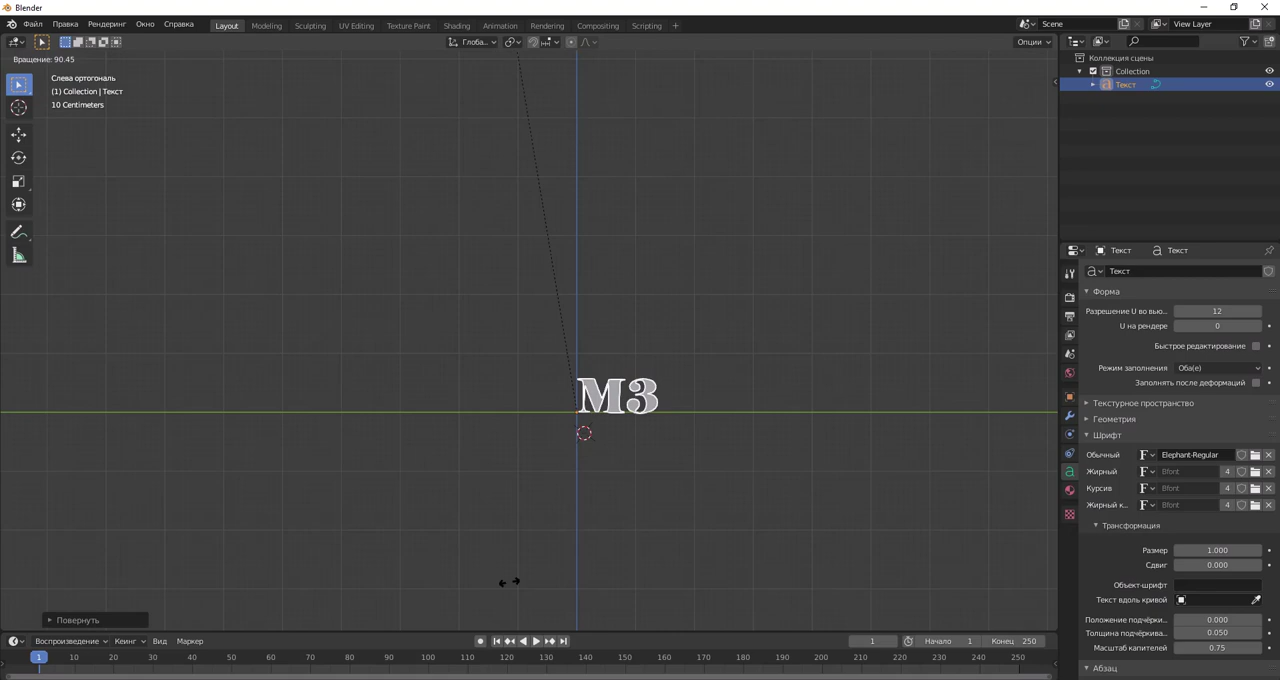 Blender
Файл Правка Рендеринг Окно Справка Layout Modeling Sculpting UV Editing Texture Paint Shading Animation Rendering Compositing Scripting + Scene View Layer
Глоба... Опции
Вращение: 90.45
Слева ортогональ
(1) Collection | Текст
10 Centimeters
Коллекция сцены
Collection
Текст
M3
Текст Текст
Текст
Форма
Разрешение U во вью... 12
U на рендере 0
Быстрое редактирование
Режим заполнения Оба(е)
Заполнять после деформаций
Текстурное пространство
Геометрия
Шрифт
Обычный F Elephant-Regular
Жирный F Bfont 4
Курсив F Bfont 4
Жирный к... F Bfont 4
Трансформация
Размер 1.000
Сдвиг 0.000
Объект-шрифт
Текст вдоль кривой
Положение подчёрки... 0.000
Толщина подчёркива... 0.050
Масштаб капителей 0.75
Абзац
Повернуть
Воспроизведение Кеинг Вид Маркер 1 Начало 1 Конец 250
1 10 20 30 40 50 60 70 80 90 100 110 120 130 140 150 160 170 180 190 200 210 220 230 240 250